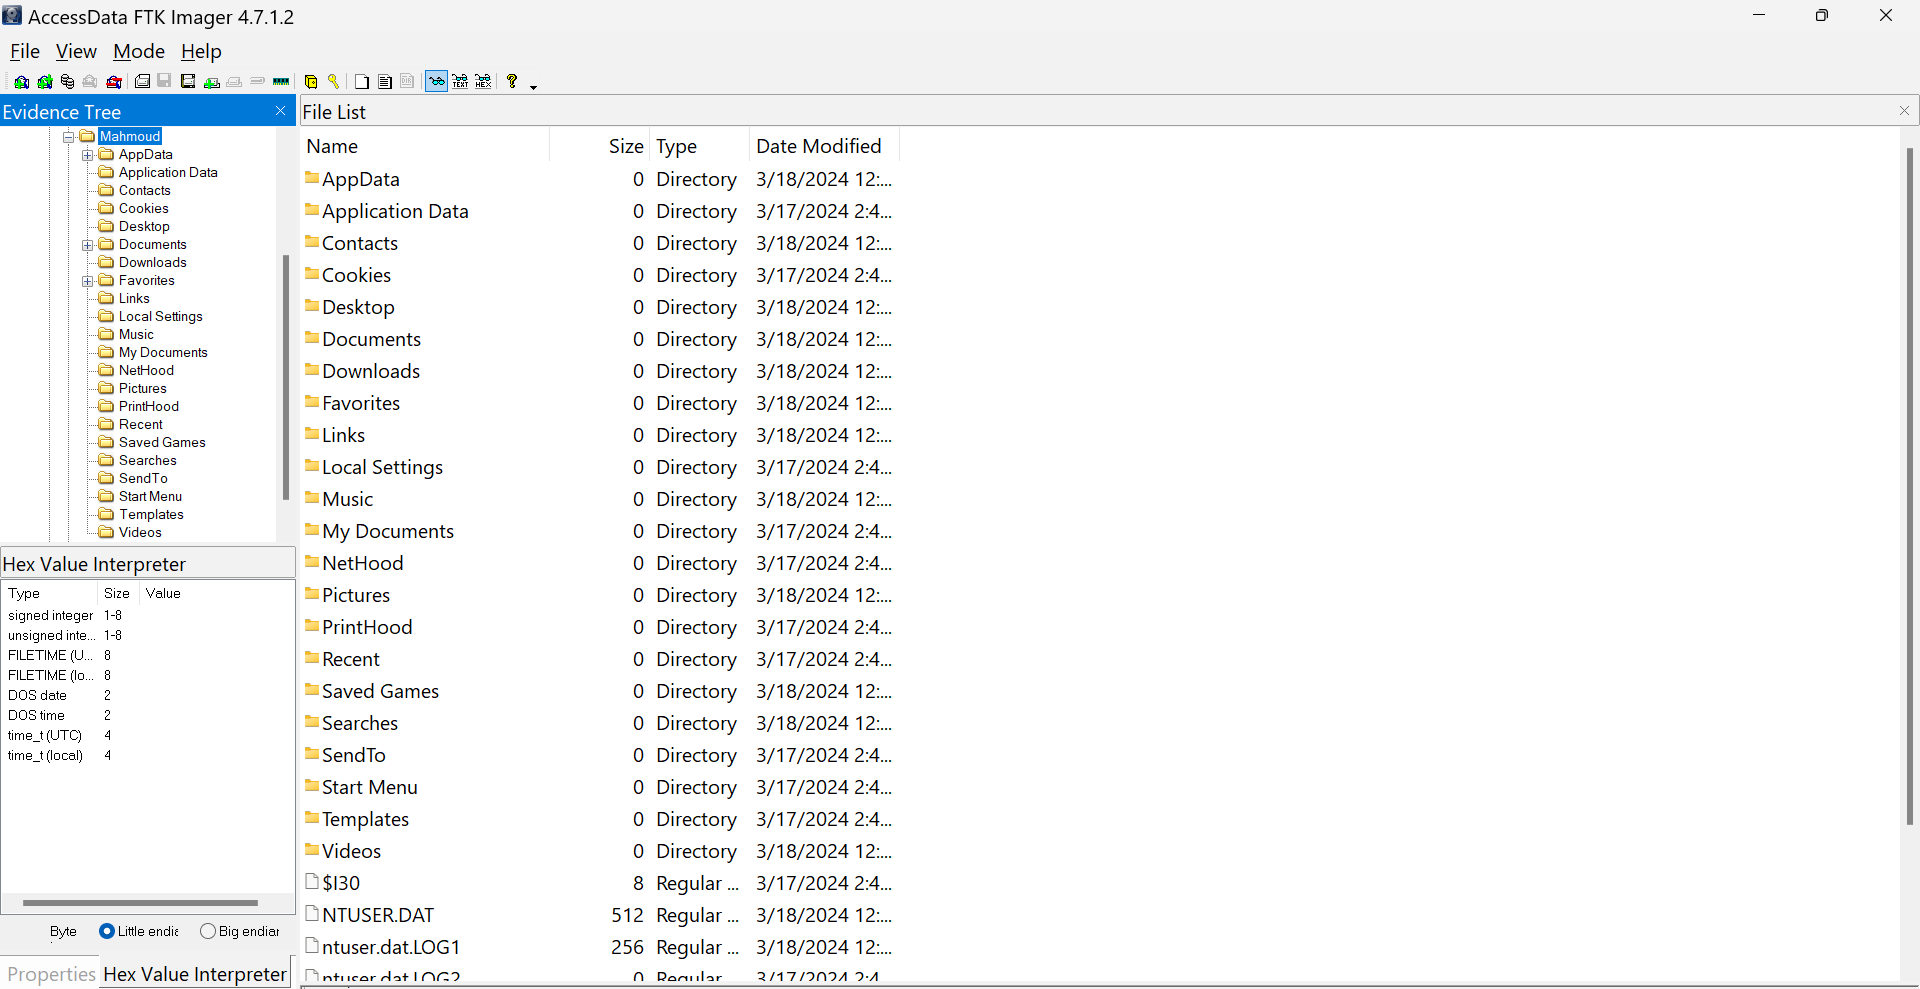 AccessData FTK Imager 4.7.1.2
File View Mode Help
Evidence Tree
Mahmoud
AppData
Application Data
Contacts
Cookies
Desktop
Documents
Downloads
Favorites
Links
Local Settings
Music
My Documents
NetHood
Pictures
PrintHood
Recent
Saved Games
Searches
SendTo
Start Menu
Templates
Videos
Hex Value Interpreter
Type Size Value
signed integer 1-8
unsigned inte... 1-8
FILETIME (U... 8
FILETIME (lo... 8
DOS date 2
DOS time 2
time_t (UTC) 4
time_t (local) 4
Byte Little endia Big endian
Properties Hex Value Interpreter
File List
Name Size Type Date Modified
AppData 0 Directory 3/18/2024 12:...
Application Data 0 Directory 3/17/2024 2:4...
Contacts 0 Directory 3/18/2024 12:...
Cookies 0 Directory 3/17/2024 2:4...
Desktop 0 Directory 3/18/2024 12:...
Documents 0 Directory 3/18/2024 12:...
Downloads 0 Directory 3/18/2024 12:...
Favorites 0 Directory 3/18/2024 12:...
Links 0 Directory 3/18/2024 12:...
Local Settings 0 Directory 3/17/2024 2:4...
Music 0 Directory 3/18/2024 12:...
My Documents 0 Directory 3/17/2024 2:4...
NetHood 0 Directory 3/17/2024 2:4...
Pictures 0 Directory 3/18/2024 12:...
PrintHood 0 Directory 3/17/2024 2:4...
Recent 0 Directory 3/17/2024 2:4...
Saved Games 0 Directory 3/18/2024 12:...
Searches 0 Directory 3/18/2024 12:...
SendTo 0 Directory 3/17/2024 2:4...
Start Menu 0 Directory 3/17/2024 2:4...
Templates 0 Directory 3/17/2024 2:4...
Videos 0 Directory 3/18/2024 12:...
$I30 8 Regular ... 3/17/2024 2:4...
NTUSER.DAT 512 Regular ... 3/18/2024 12:...
ntuser.dat.LOG1 256 Regular ... 3/18/2024 12:...
ntuser.dat.LOG2 0 Regular ... 3/17/2024 2:4...